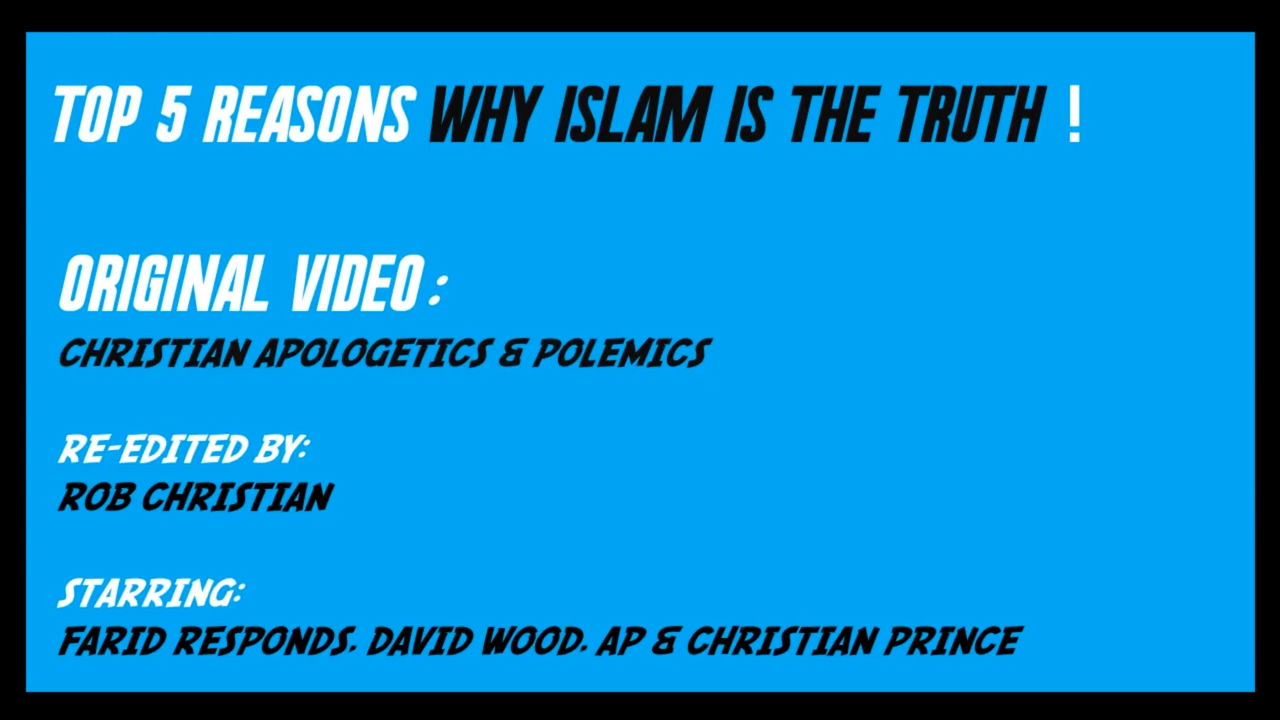 TOP 5 REASONS WHY ISLAM IS THE TRUTH !
ORIGINAL VIDEO:
CHRISTIAN APOLOGETICS & POLEMICS
RE-EDITED BY:
ROB CHRISTIAN
STARRING:
FARID RESPONDS. DAVID WOOD. AP & CHRISTIAN PRINCE